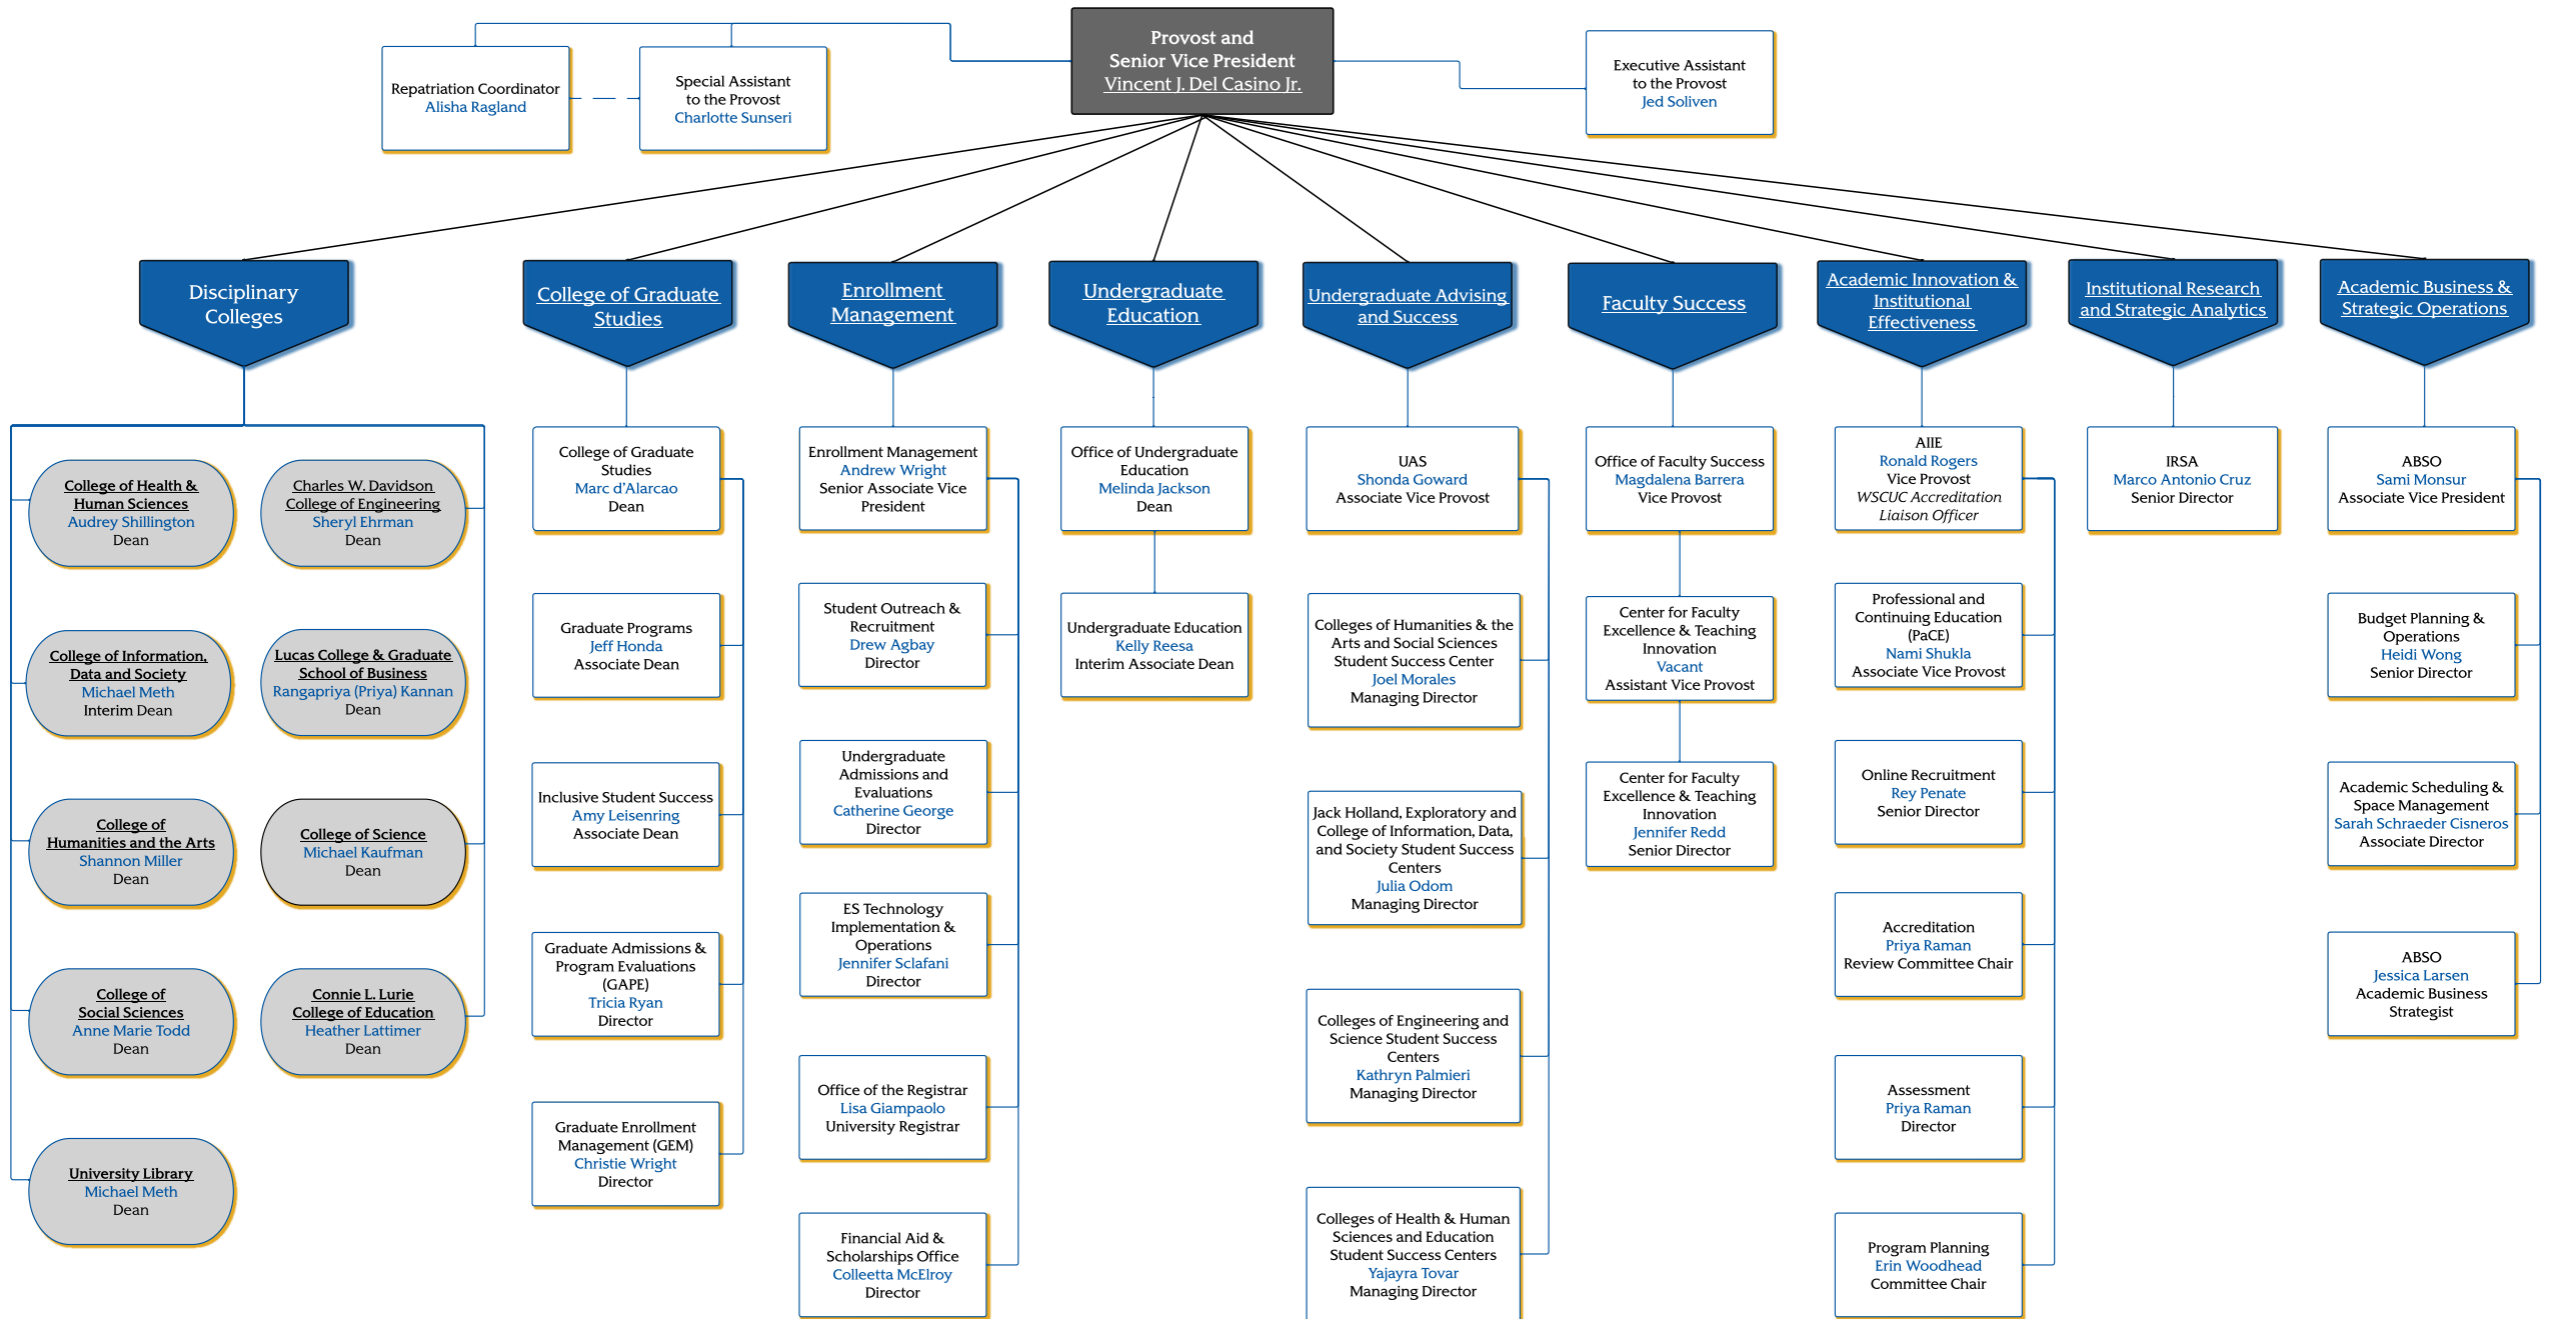 Provost and
Senior Vice President
Vincent J. Del Casino Jr.
Repatriation Coordinator
Alisha Ragland
Special Assistant
to the Provost
Charlotte Sunseri
Executive Assistant
to the Provost
Jed Soliven
Disciplinary
Colleges
College of Graduate
Studies
Enrollment
Management
Undergraduate
Education
Undergraduate Advising
and Success
Faculty Success
Academic Innovation &
Institutional
Effectiveness
Institutional Research
and Strategic Analytics
Academic Business &
Strategic Operations
College of Health &
Human Sciences
Audrey Shillington
Dean
Charles W. Davidson
College of Engineering
Sheryl Ehrman
Dean
College of Information,
Data and Society
Michael Meth
Interim Dean
Lucas College & Graduate
School of Business
Rangapriya (Priya) Kannan
Dean
College of
Humanities and the Arts
Shannon Miller
Dean
College of Science
Michael Kaufman
Dean
College of
Social Sciences
Anne Marie Todd
Dean
Connie L. Lurie
College of Education
Heather Lattimer
Dean
University Library
Michael Meth
Dean
College of Graduate
Studies
Marc d'Alarcao
Dean
Graduate Programs
Jeff Honda
Associate Dean
Inclusive Student Success
Amy Leisenring
Associate Dean
Graduate Admissions &
Program Evaluations
(GAPE)
Tricia Ryan
Director
Graduate Enrollment
Management (GEM)
Christie Wright
Director
Enrollment Management
Andrew Wright
Senior Associate Vice
President
Student Outreach &
Recruitment
Drew Agbay
Director
Undergraduate
Admissions and
Evaluations
Catherine George
Director
ES Technology
Implementation &
Operations
Jennifer Sclafani
Director
Office of the Registrar
Lisa Giampaolo
University Registrar
Financial Aid &
Scholarships Office
Colleetta McElroy
Director
Office of Undergraduate
Education
Melinda Jackson
Dean
Undergraduate Education
Kelly Reesa
Interim Associate Dean
UAS
Shonda Goward
Associate Vice Provost
Colleges of Humanities & the
Arts and Social Sciences
Student Success Center
Joel Morales
Managing Director
Jack Holland, Exploratory and
College of Information, Data,
and Society Student Success
Centers
Julia Odom
Managing Director
Colleges of Engineering and
Science Student Success
Centers
Kathryn Palmieri
Managing Director
Colleges of Health & Human
Sciences and Education
Student Success Centers
Yajayra Tovar
Managing Director
Office of Faculty Success
Magdalena Barrera
Vice Provost
Center for Faculty
Excellence & Teaching
Innovation
Vacant
Assistant Vice Provost
Center for Faculty
Excellence & Teaching
Innovation
Jennifer Redd
Senior Director
AIIE
Ronald Rogers
Vice Provost
WSCUC Accreditation
Liaison Officer
Professional and
Continuing Education
(PaCE)
Nami Shukla
Associate Vice Provost
Online Recruitment
Rey Penate
Senior Director
Accreditation
Priya Raman
Review Committee Chair
Assessment
Priya Raman
Director
Program Planning
Erin Woodhead
Committee Chair
IRSA
Marco Antonio Cruz
Senior Director
ABSO
Sami Monsur
Associate Vice President
Budget Planning &
Operations
Heidi Wong
Senior Director
Academic Scheduling &
Space Management
Sarah Schraeder Cisneros
Associate Director
ABSO
Jessica Larsen
Academic Business
Strategist